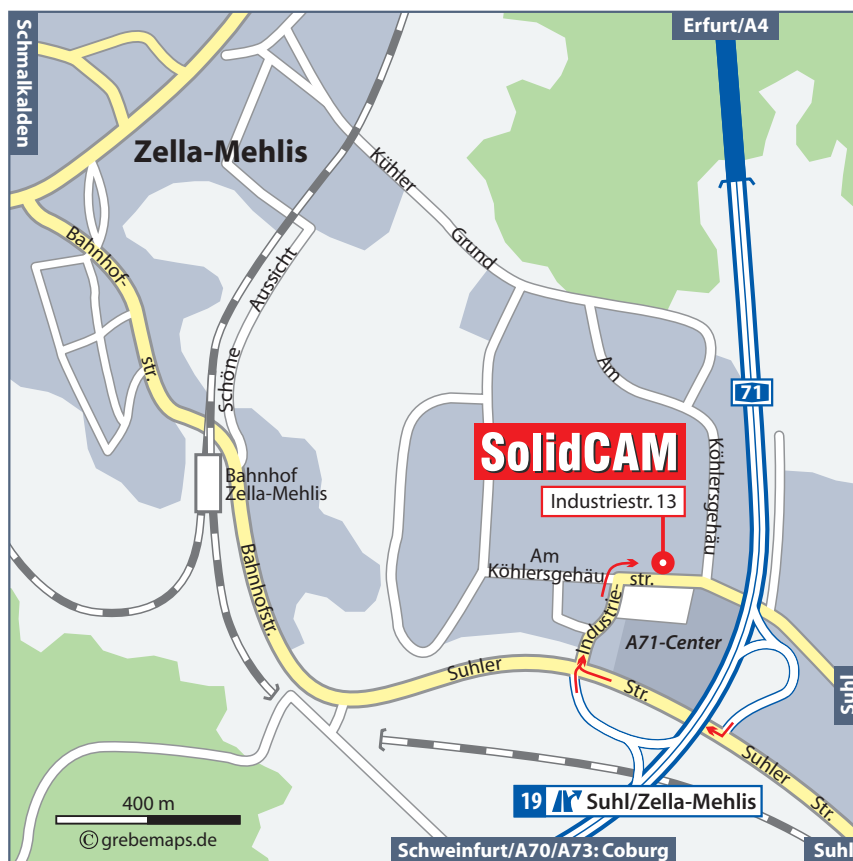 Schmalkalden
Erfurt/A4
Zella-Mehlis
Kühler
Grund
Bahnhof-
str.
Schöne
Aussicht
Am
71
Köhlersgehäu
SolidCAM
Industriestr. 13
Bahnhof
Zella-Mehlis
Bahnhofstr.
Am
Köhlersgehäu
Industrie-
str.
A71-Center
Suhler
Str.
Suhl
Suhler
Str.
19 Suhl/Zella-Mehlis
400 m
© grebemaps.de
Schweinfurt/A70/A73: Coburg
Suhl